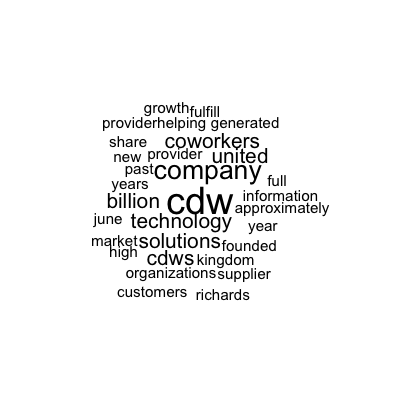 growth fulfill
provider helping generated
share coworkers
new provider united
past company full
years
billion cdw information
approximately
june technology year
market solutions founded
high cdws kingdom
organizations supplier
customers richards